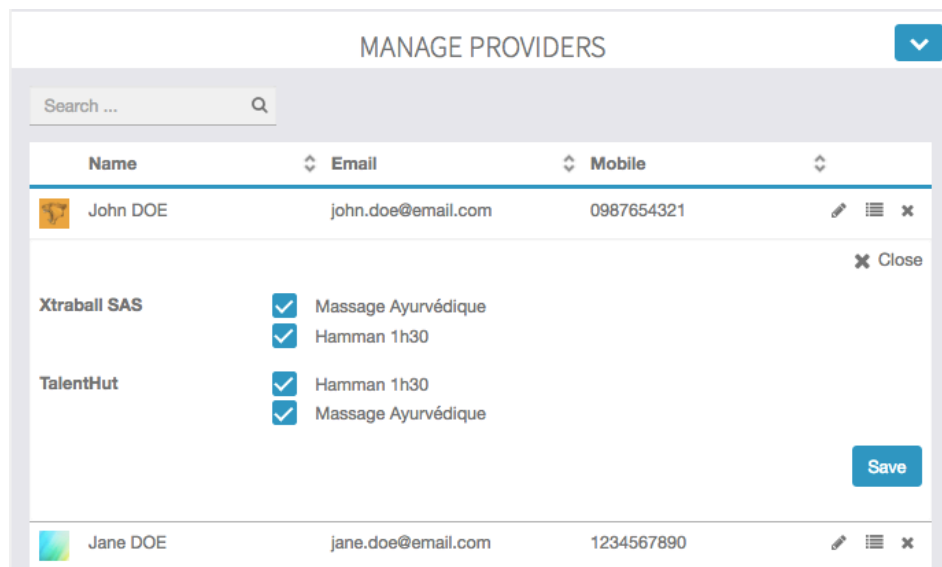 MANAGE PROVIDERS
Search ...
Name Email Mobile
John DOE john.doe@email.com 0987654321
Close
Xtraball SAS Massage Ayurvédique
Hamman 1h30
TalentHut Hamman 1h30
Massage Ayurvédique
Save
Jane DOE jane.doe@email.com 1234567890